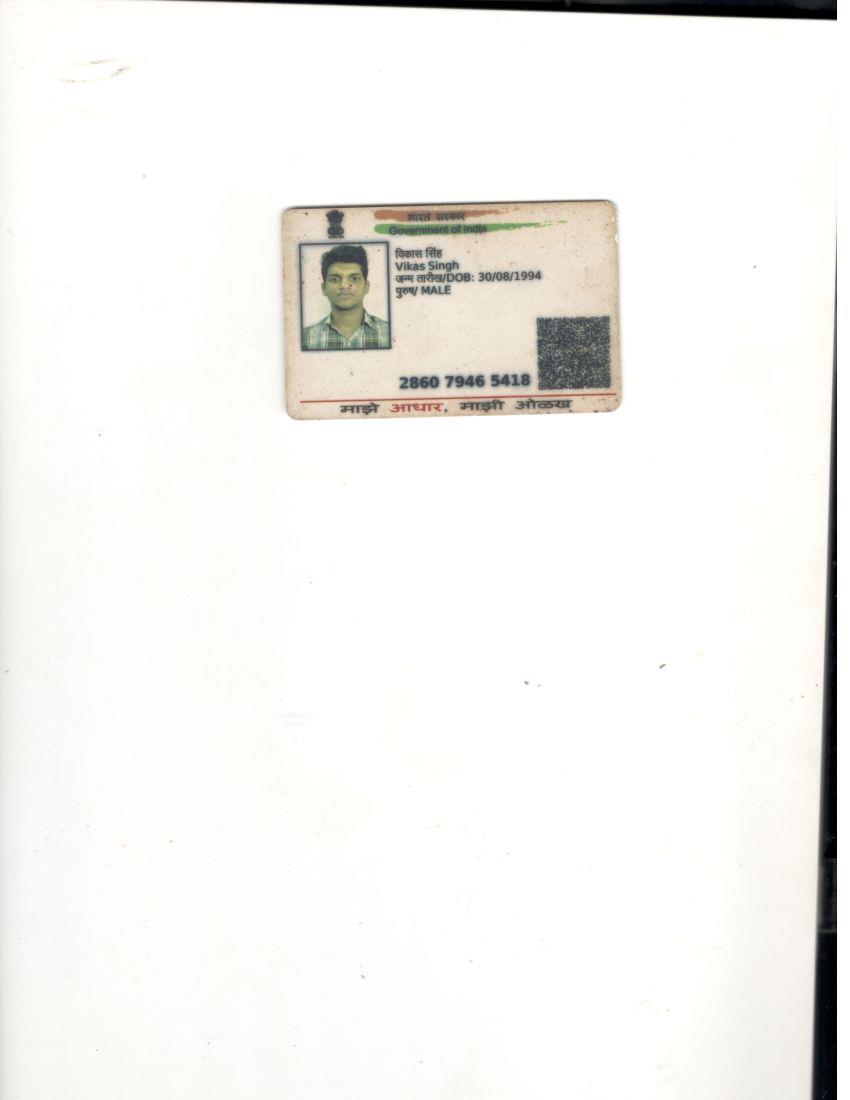 भारत सरकार
Government of India
विकास सिंह
Vikas Singh
जन्म तारीख/DOB: 30/08/1994
पुरुष/ MALE
2860 7946 5418
माझे आधार, माझी ओळख